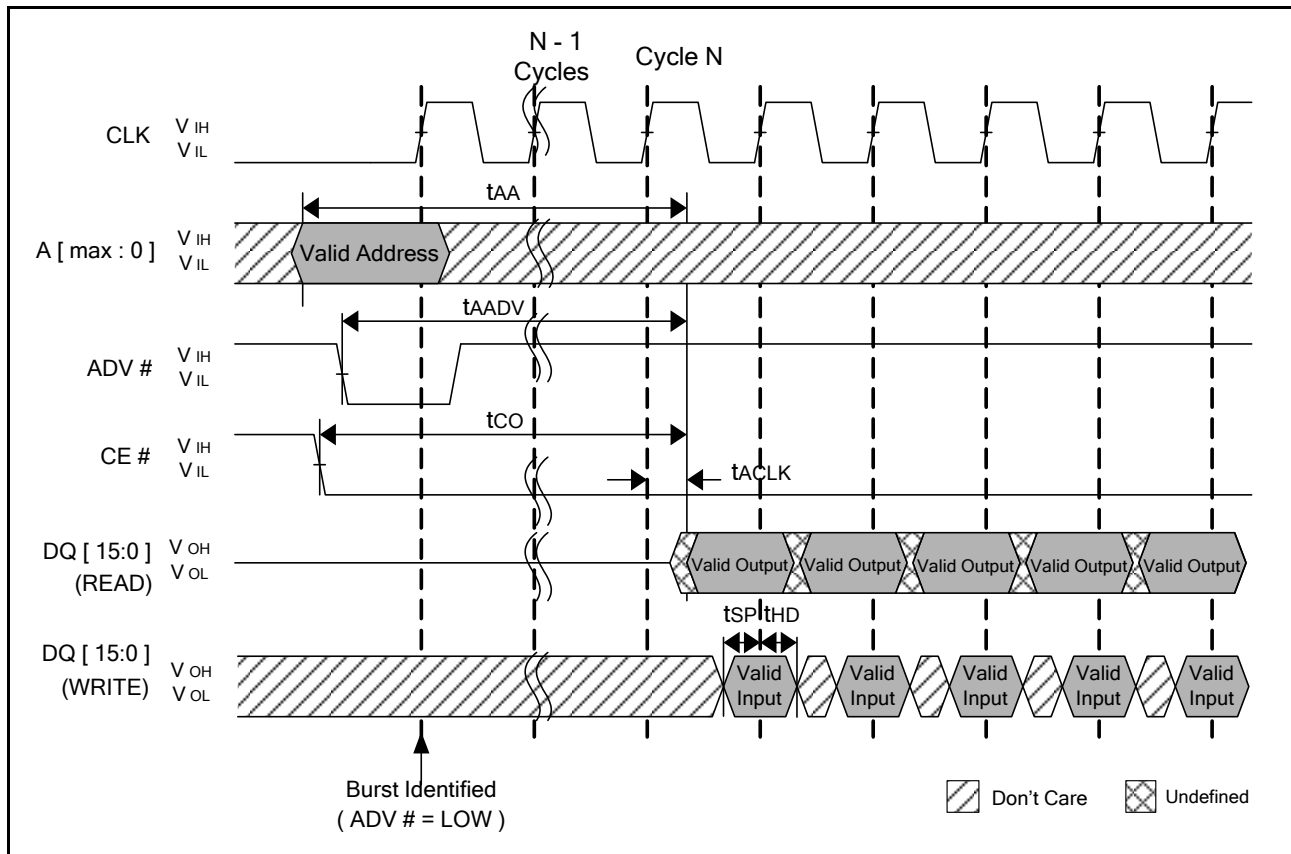 N - 1
Cycles
Cycle N
CLK
V IH
V IL
tAA
A [ max : 0 ]
V IH
V IL
Valid Address
tAADV
ADV #
V IH
V IL
tCO
CE #
V IH
V IL
tACLK
DQ [ 15:0 ]
(READ)
V OH
V OL
Valid Output
Valid Output
Valid Output
Valid Output
Valid Output
tSP
tHD
DQ [ 15:0 ]
(WRITE)
V OH
V OL
Valid
Input
Valid
Input
Valid
Input
Valid
Input
Valid
Input
Burst Identified
( ADV # = LOW )
Don't Care
Undefined